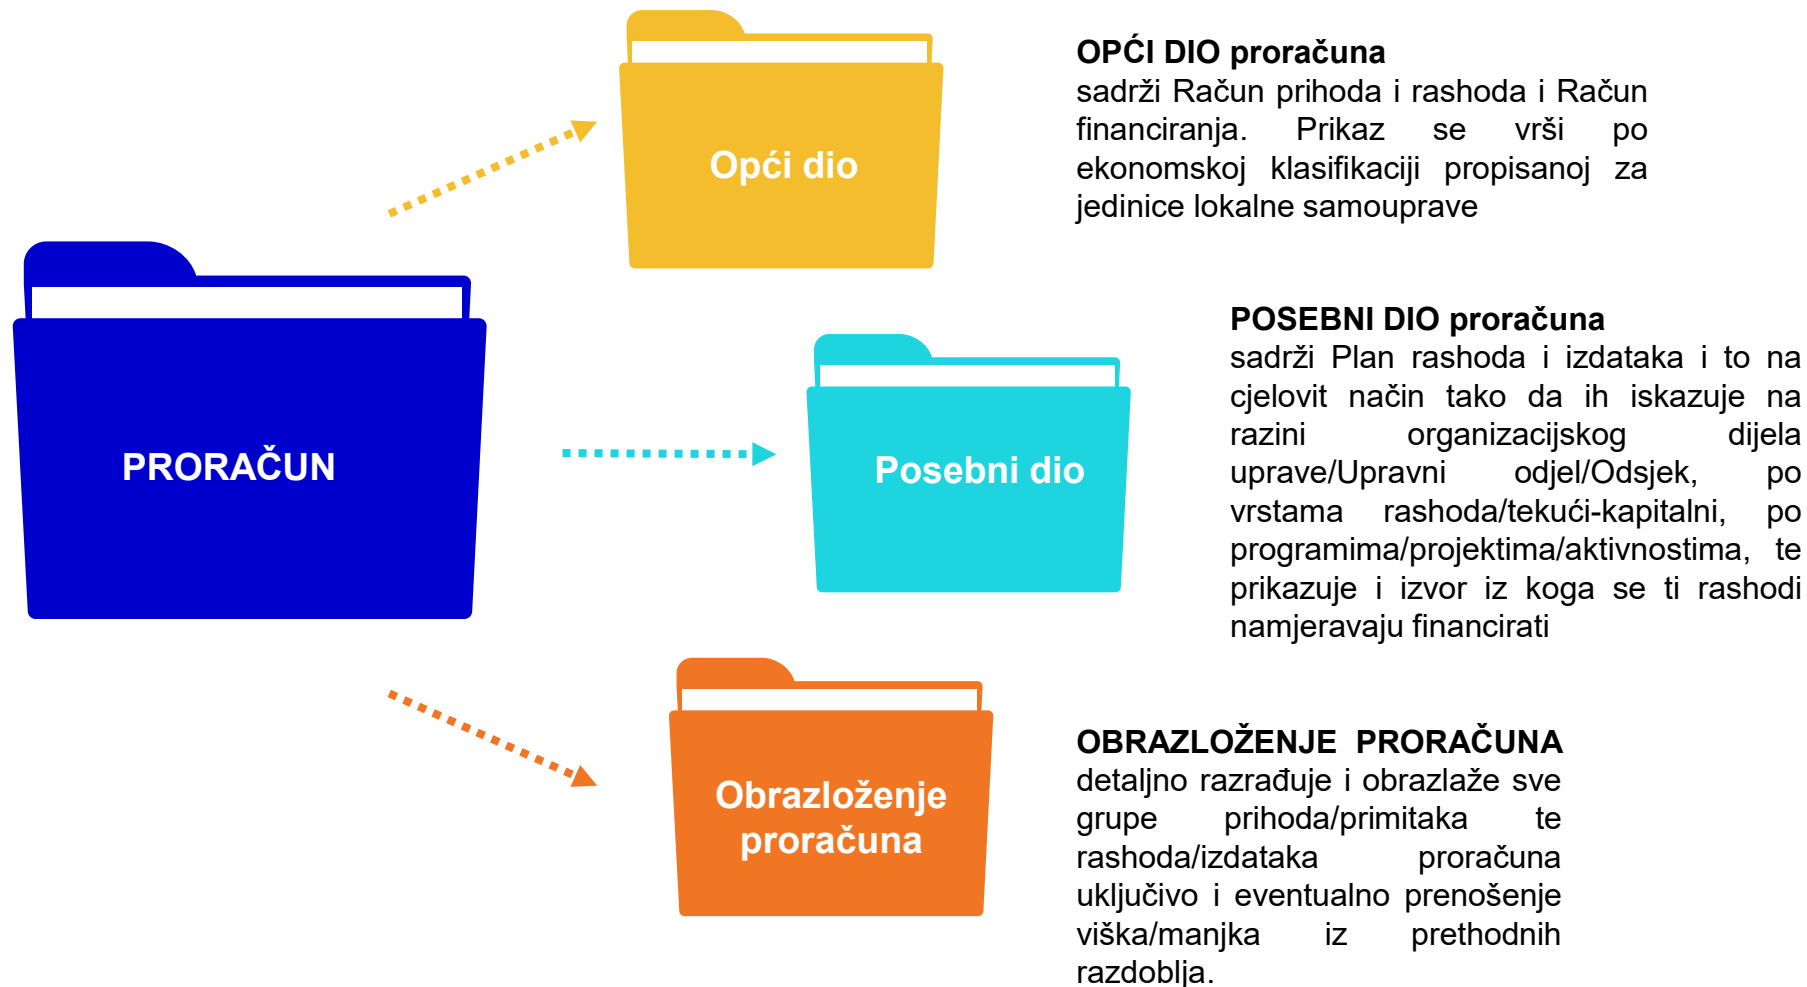 PRORAČUN
Opći dio
OPĆI DIO proračuna
sadrži Račun prihoda i rashoda i Račun
financiranja. Prikaz se vrši po
ekonomskoj klasifikaciji propisanoj za
jedinice lokalne samouprave
Posebni dio
POSEBNI DIO proračuna
sadrži Plan rashoda i izdataka i to na
cjelovit način tako da ih iskazuje na
razini organizacijskog dijela
uprave/Upravni odjel/Odsjek, po
vrstama rashoda/tekući-kapitalni, po
programima/projektima/aktivnostima, te
prikazuje i izvor iz koga se ti rashodi
namjeravaju financirati
Obrazloženje
proračuna
OBRAZLOŽENJE PRORAČUNA
detaljno razrađuje i obrazlaže sve
grupe prihoda/primitaka te
rashoda/izdataka proračuna
uključivo i eventualno prenošenje
viška/manjka iz prethodnih
razdoblja.